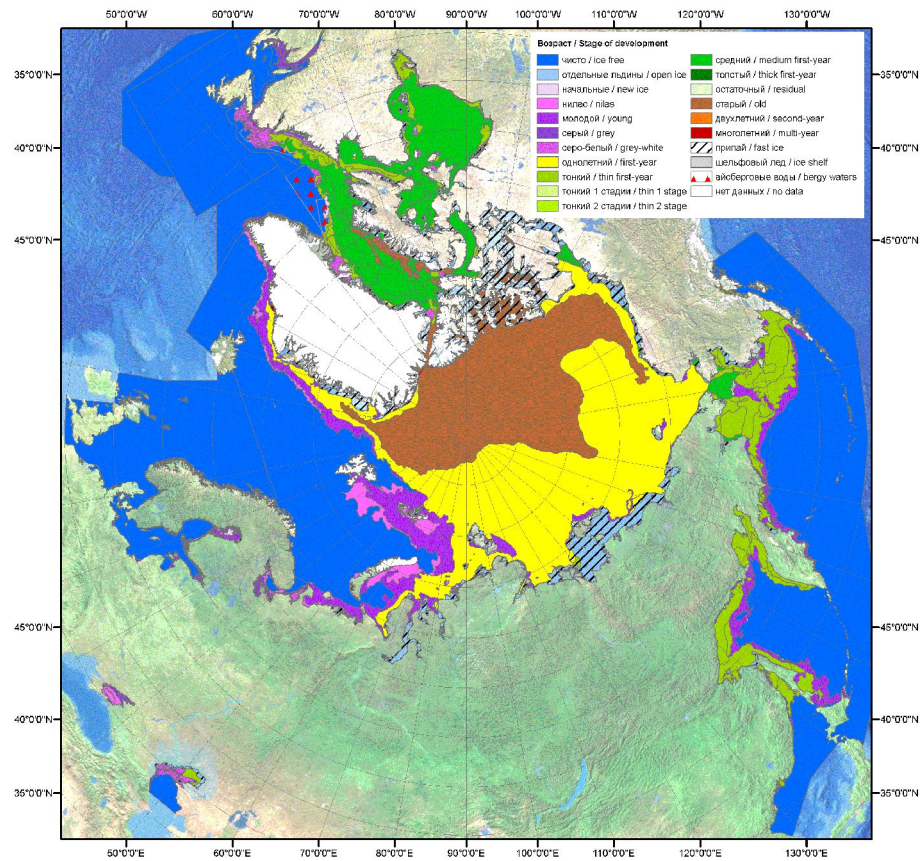 50°0'0"W 60°0'0"W 70°0'0"W 80°0'0"W 90°0'0"W 100°0'0"W 110°0'0"W 120°0'0"W 130°0'0"W
Возраст / Stage of development
чисто / ice free
отдельные льдины / open ice
начальные / new ice
нилас / nilas
молодой / young
серый / grey
серо-белый / grey-white
однолетний / first-year
тонкий / thin first-year
тонкий 1 стадии / thin 1 stage
тонкий 2 стадии / thin 2 stage
средний / medium first-year
толстый / thick first-year
остаточный / residual
старый / old
двухлетний / second-year
многолетний / multi-year
припай / fast ice
шельфовый лед / ice shelf
айсберговые воды / bergy waters
нет данных / no data
35°0'0"N 35°0'0"N
40°0'0"N 40°0'0"N
45°0'0"N 45°0'0"N
45°0'0"N 45°0'0"N
40°0'0"N 40°0'0"N
35°0'0"N 35°0'0"N
50°0'0"E 60°0'0"E 70°0'0"E 80°0'0"E 90°0'0"E 100°0'0"E 110°0'0"E 120°0'0"E 130°0'0"E